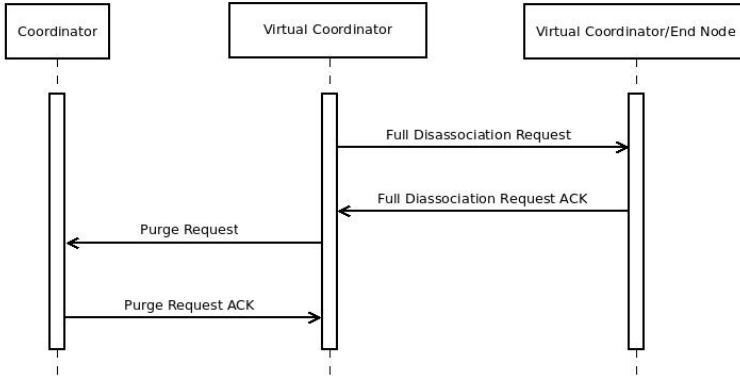 Coordinator
Virtual Coordinator
Virtual Coordinator/End Node
Full Disassociation Request
Full Diassociation Request ACK
Purge Request
Purge Request ACK